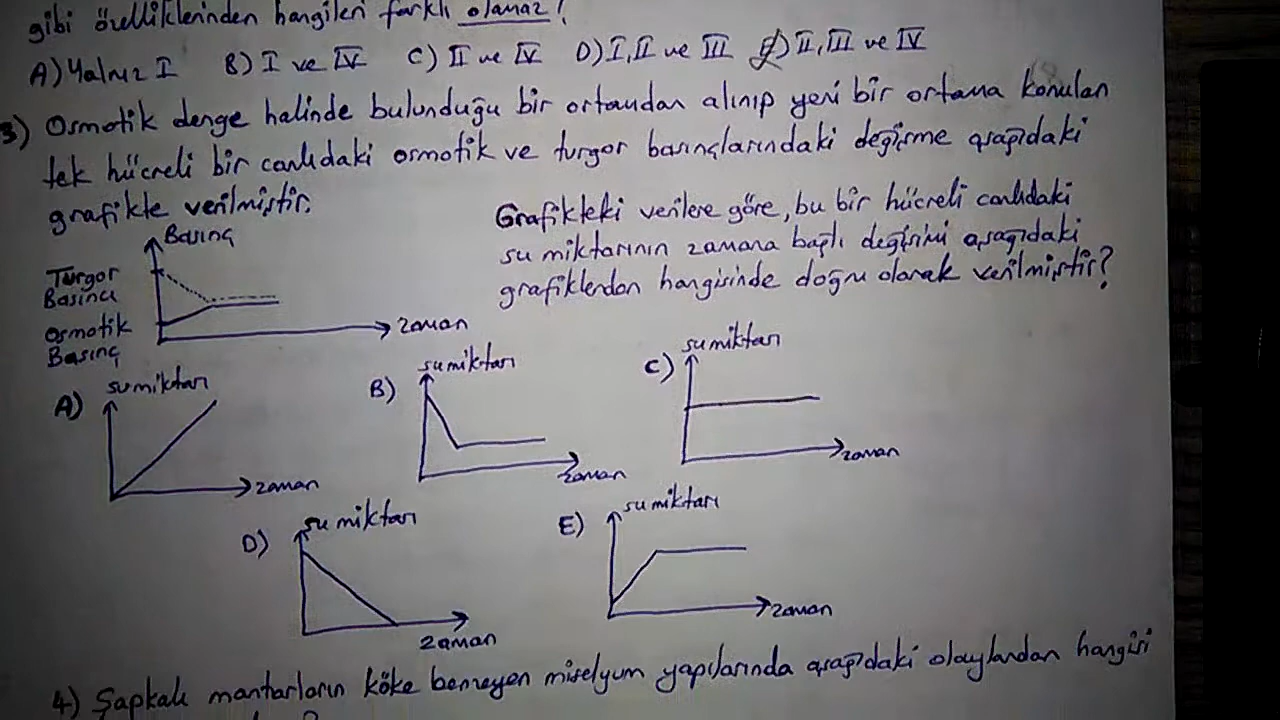 gibi özelliklerinden hangileri farklı olamaz?
A) Yalnız I B) I ve IV C) II ve IV D) I, II ve III E) II, III ve IV
3) Osmotik denge halinde bulunduğu bir ortamdan alınıp yeni bir ortama konulan
tek hücreli bir canlıdaki osmotik ve turgor basınçlarındaki değişme aşağıdaki
grafikte verilmiştir.
Basınç
Turgor
Basıncı
Osmotik
Basınç
zaman
Grafikteki verilere göre, bu bir hücreli canlıdaki
su miktarının zamana bağlı değişimi aşağıdaki
grafiklerden hangisinde doğru olarak verilmiştir?
A) su miktarı
zaman
B) su miktarı
zaman
C) su miktarı
zaman
D) su miktarı
zaman
E) su miktarı
zaman
4) Şapkalı mantarların köke benzeyen miselyum yapılarında aşağıdaki olaylardan hangisi